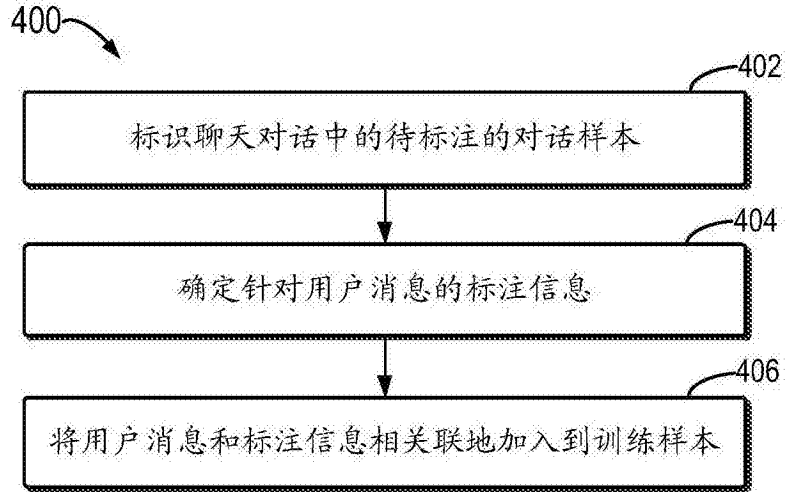 400
402
标识聊天对话中的待标注的对话样本
404
确定针对用户消息的标注信息
406
将用户消息和标注信息相关联地加入到训练样本